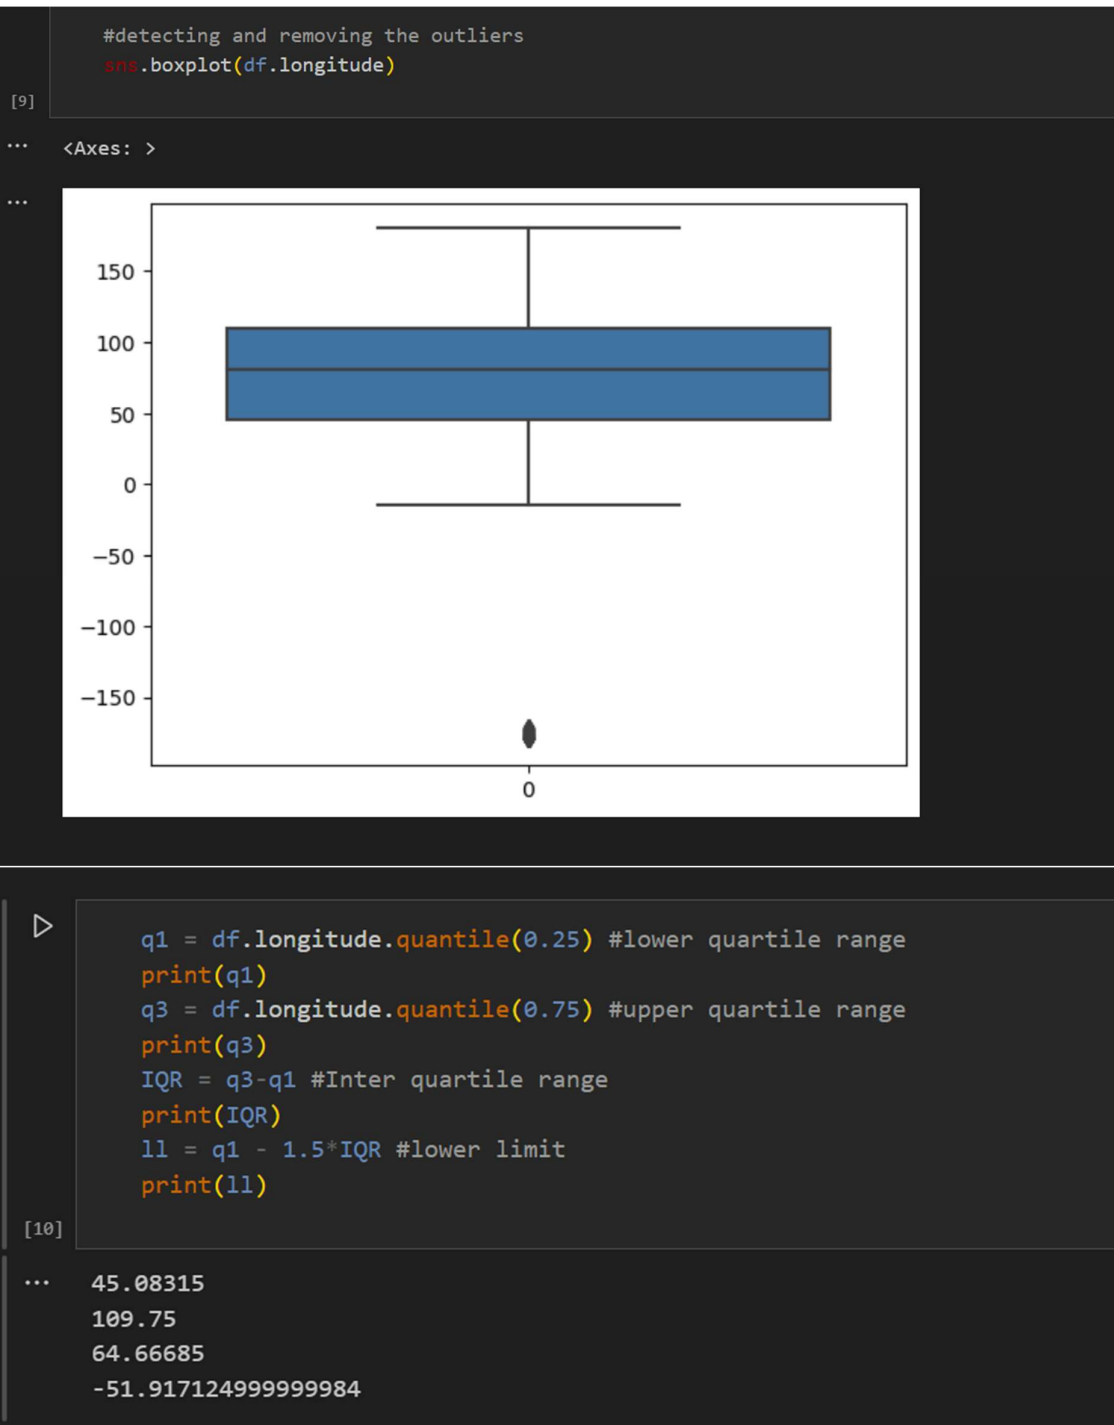 #detecting and removing the outliers
sns.boxplot(df.longitude)
[9]
... <Axes: >
...
150
100
50
0
−50
−100
−150
0
q1 = df.longitude.quantile(0.25) #lower quartile range
print(q1)
q3 = df.longitude.quantile(0.75) #upper quartile range
print(q3)
IQR = q3-q1 #Inter quartile range
print(IQR)
ll = q1 - 1.5*IQR #lower limit
print(ll)
[10]
... 45.08315
109.75
64.66685
-51.917124999999984